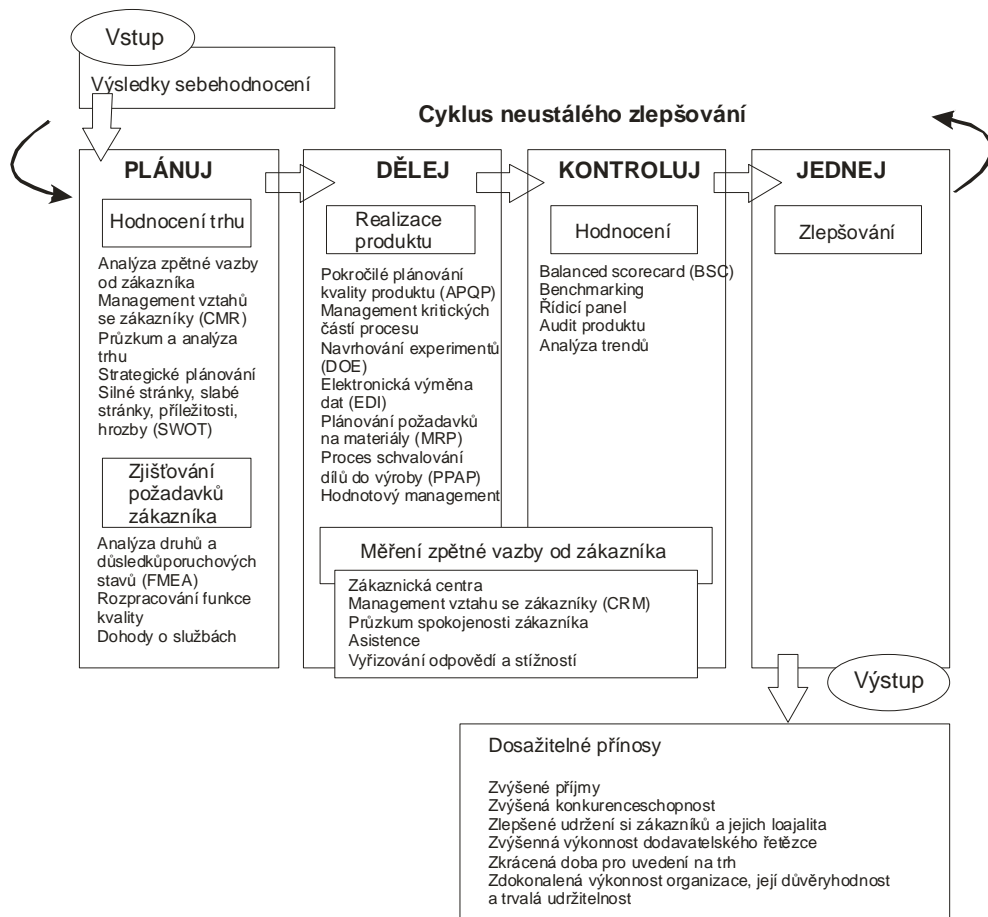 Vstup
Výsledky sebehodnocení
Cyklus neustálého zlepšování
PLÁNUJ
Hodnocení trhu
Analýza zpětné vazby
od zákazníka
Management vztahů
se zákazníky (CMR)
Průzkum a analýza
trhu
Strategické plánování
Silné stránky, slabé
stránky, příležitosti,
hrozby (SWOT)
Zjišťování
požadavků
zákazníka
Analýza druhů a
důsledkůporuchových
stavů (FMEA)
Rozpracování funkce
kvality
Dohody o službách
DĚLEJ
Realizace
produktu
Pokročilé plánování
kvality produktu (APQP)
Management kritických
částí procesu
Navrhování experimentů
(DOE)
Elektronická výměna
dat (EDI)
Plánování požadavků
na materiály (MRP)
Proces schvalování
dílů do výroby (PPAP)
Hodnotový management
KONTROLUJ
Hodnocení
Balanced scorecard (BSC)
Benchmarking
Řídicí panel
Audit produktu
Analýza trendů
Měření zpětné vazby od zákazníka
Zákaznická centra
Management vztahu se zákazníky (CRM)
Průzkum spokojenosti zákazníka
Asistence
Vyřizování odpovědí a stížností
JEDNEJ
Zlepšování
Výstup
Dosažitelné přínosy
Zvýšené příjmy
Zvýšená konkurenceschopnost
Zlepšené udržení si zákazníků a jejich loajalita
Zvýšenná výkonnost dodavatelského řetězce
Zkrácená doba pro uvedení na trh
Zdokonalená výkonnost organizace, její důvěryhodnost
a trvalá udržitelnost